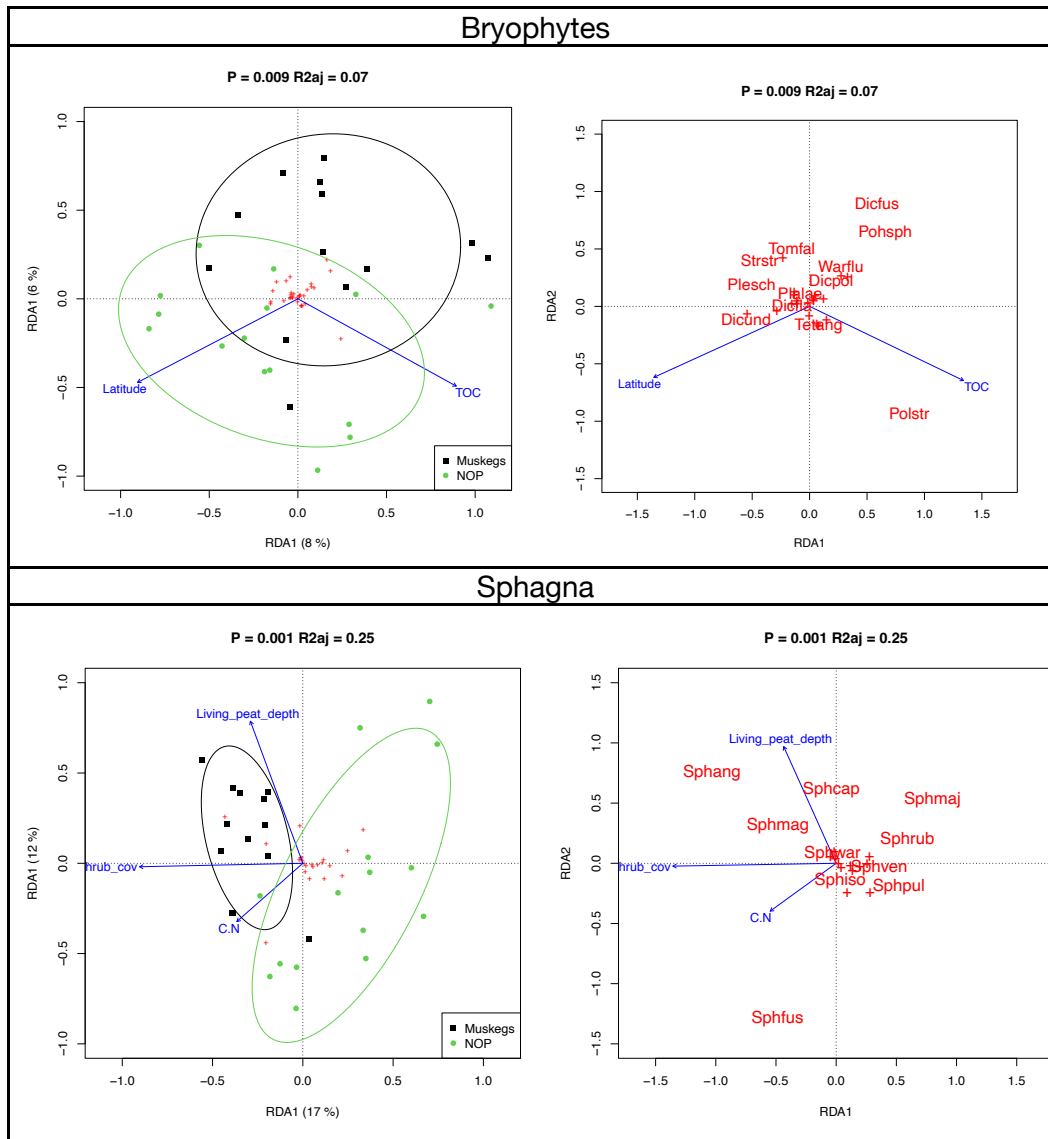 Bryophytes
P = 0.009 R2aj = 0.07
RDA1 (6 %)
1.0
0.5
0.0
−0.5
−1.0
Latitude
TOC
Muskegs
NOP
−1.0 −0.5 0.0 0.5 1.0
RDA1 (8 %)
P = 0.009 R2aj = 0.07
RDA2
1.5
1.0
0.5
0.0
−0.5
−1.0
−1.5
Dicfus
Pohsph
Tomfal
Strstr
Warflu
Plesch
Dicpol
Dicund
Latitude
TOC
Polstr
−1.5 −1.0 −0.5 0.0 0.5 1.0 1.5
RDA1
Sphagna
P = 0.001 R2aj = 0.25
RDA1 (12 %)
1.0
0.5
0.0
−0.5
−1.0
Living_peat_depth
hrub_cov
C.N
Muskegs
NOP
−1.0 −0.5 0.0 0.5 1.0
RDA1 (17 %)
P = 0.001 R2aj = 0.25
RDA2
1.5
1.0
0.5
0.0
−0.5
−1.0
−1.5
Living_peat_depth
Sphang
Sphcap
Sphmaj
Sphmag
Sphrub
Sphwar
hrub_cov
Sphven
Sphiso
Sphpul
C.N
Sphfus
−1.5 −1.0 −0.5 0.0 0.5 1.0 1.5
RDA1